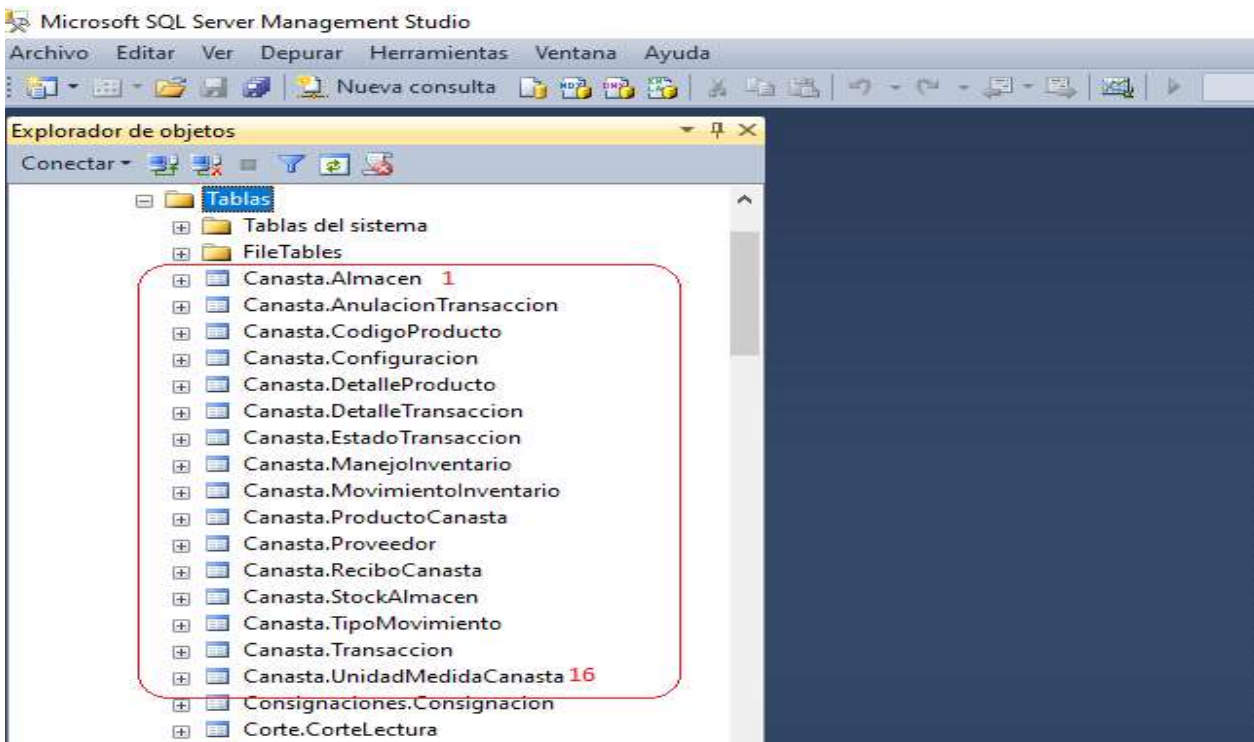 Microsoft SQL Server Management Studio
Archivo Editar Ver Depurar Herramientas Ventana Ayuda
Nueva consulta
Explorador de objetos
Conectar
Tablas
Tablas del sistema
FileTables
Canasta.Almacen 1
Canasta.AnulacionTransaccion
Canasta.CodigoProducto
Canasta.Configuracion
Canasta.DetalleProducto
Canasta.DetalleTransaccion
Canasta.EstadoTransaccion
Canasta.ManejoInventario
Canasta.MovimientoInventario
Canasta.ProductoCanasta
Canasta.Proveedor
Canasta.ReciboCanasta
Canasta.StockAlmacen
Canasta.TipoMovimiento
Canasta.Transaccion
Canasta.UnidadMedidaCanasta 16
Consignaciones.Consignacion
Corte.CorteLectura